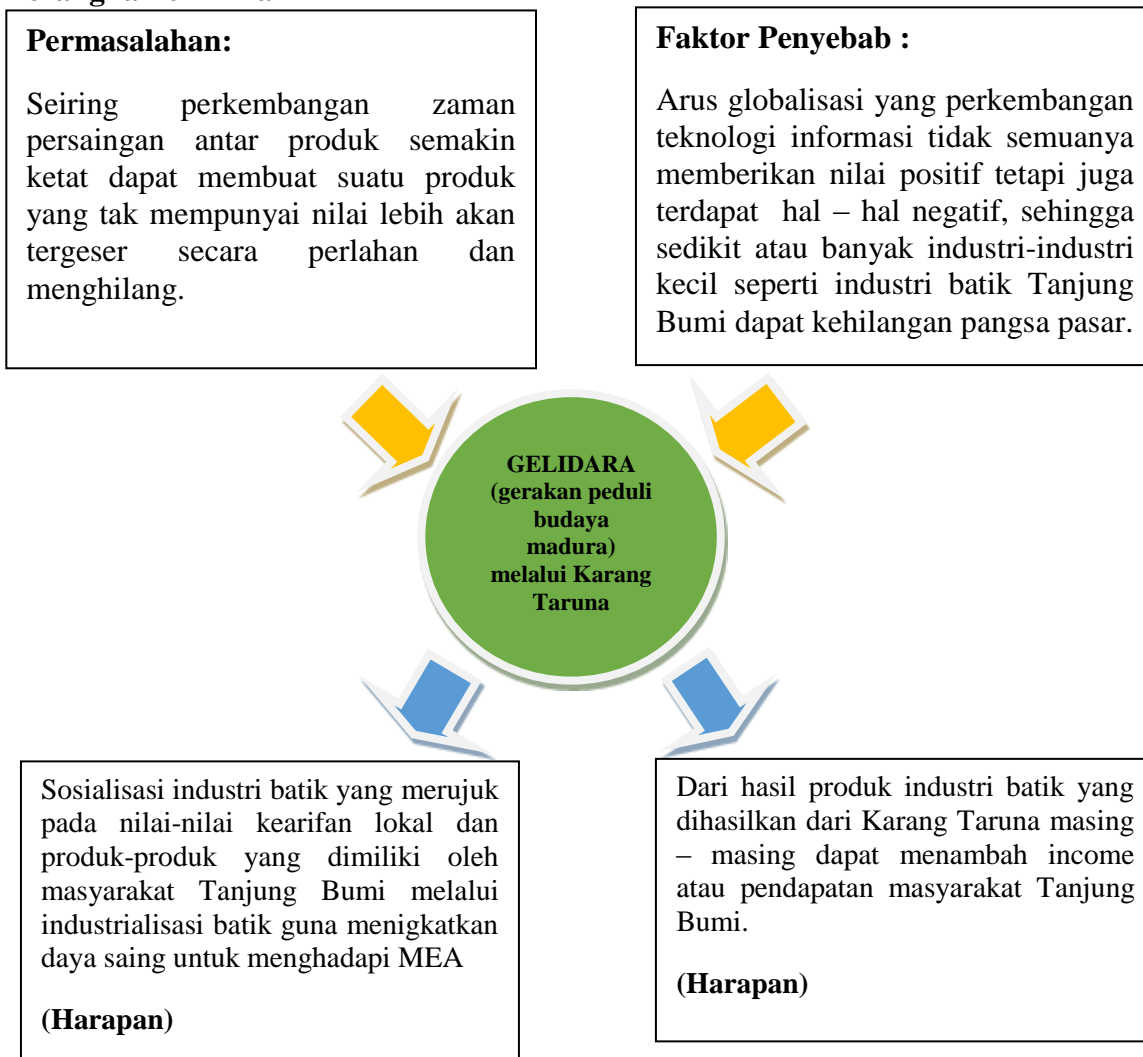 Permasalahan:
Seiring perkembangan zaman
persaingan antar produk semakin
ketat dapat membuat suatu produk
yang tak mempunyai nilai lebih akan
tergeser secara perlahan dan
menghilang.
Faktor Penyebab :
Arus globalisasi yang perkembangan
teknologi informasi tidak semuanya
memberikan nilai positif tetapi juga
terdapat hal – hal negatif, sehingga
sedikit atau banyak industri-industri
kecil seperti industri batik Tanjung
Bumi dapat kehilangan pangsa pasar.
GELIDARA
(gerakan peduli
budaya
madura)
melalui Karang
Taruna
Sosialisasi industri batik yang merujuk
pada nilai-nilai kearifan lokal dan
produk-produk yang dimiliki oleh
masyarakat Tanjung Bumi melalui
industrialisasi batik guna menigkatkan
daya saing untuk menghadapi MEA
(Harapan)
Dari hasil produk industri batik yang
dihasilkan dari Karang Taruna masing
– masing dapat menambah income
atau pendapatan masyarakat Tanjung
Bumi.
(Harapan)